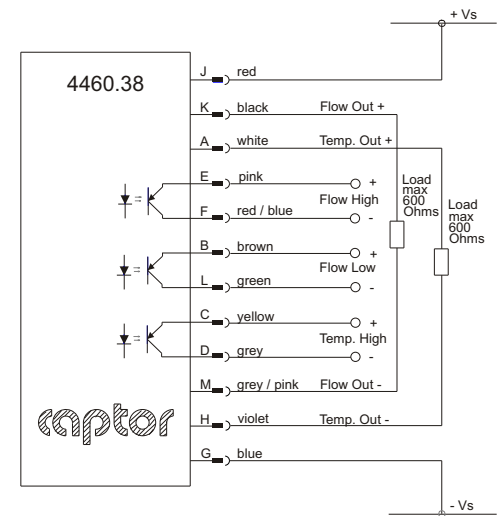 + Vs
4460.38
J red
K black Flow Out +
A white Temp. Out +
E pink +
Flow High
F red / blue -
Load
max
600
Ohms
Load
max
600
Ohms
B brown +
Flow Low
L green -
C yellow +
Temp. High
D grey -
M grey / pink Flow Out -
captor
H violet Temp. Out -
G blue
- Vs